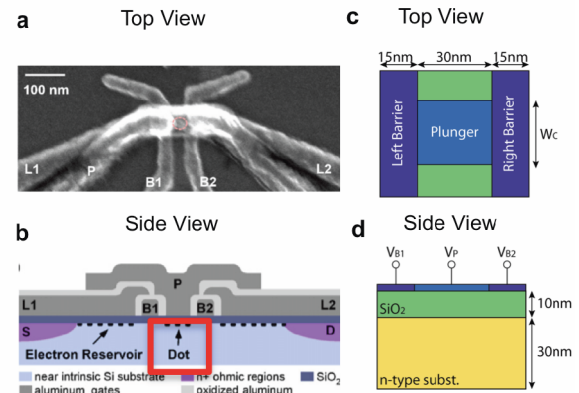 a
Top View
100 nm
L1
P
B1
B2
L2
b
Side View
P
L1
B1
B2
L2
S
D
Electron Reservoir
Dot
near intrinsic Si substrate
n+ ohmic regions
SiO₂
aluminum gates
oxidized aluminum
c
Top View
15nm
30nm
15nm
Left Barrier
Plunger
Right Barrier
Wc
d
Side View
VB1
VP
VB2
SiO₂
10nm
30nm
n-type subst.